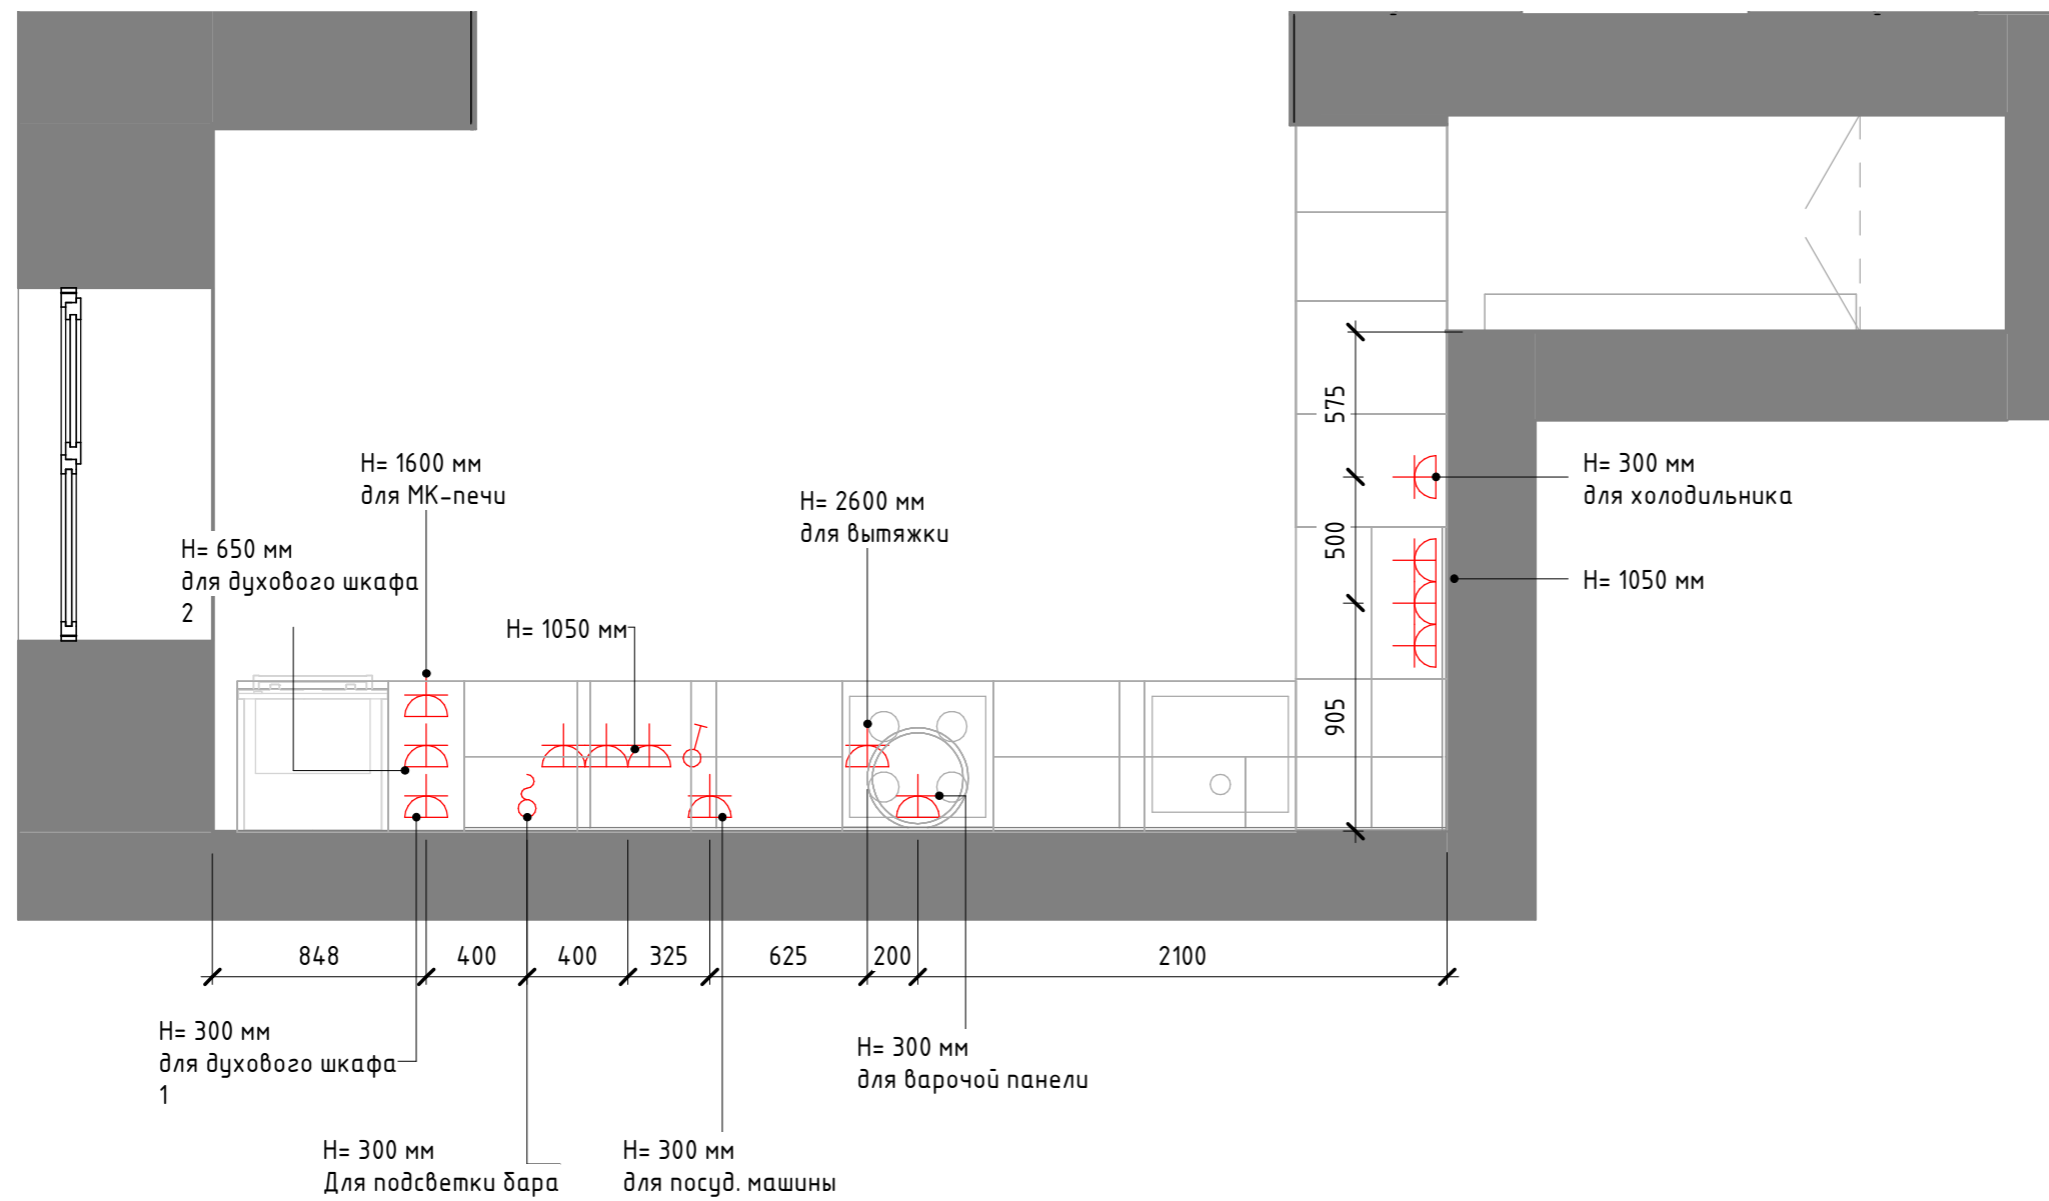 H= 1600 мм
для МК-печи
H= 2600 мм
для вытяжки
H= 650 мм
для духового шкафа
2
H= 1050 мм
575
500
905
H= 300 мм
для холодильника
H= 1050 мм
848
400
400
325
625
200
2100
H= 300 мм
для духового шкафа
1
H= 300 мм
для варочой панели
H= 300 мм
Для подсветки бара
H= 300 мм
для посуд. машины